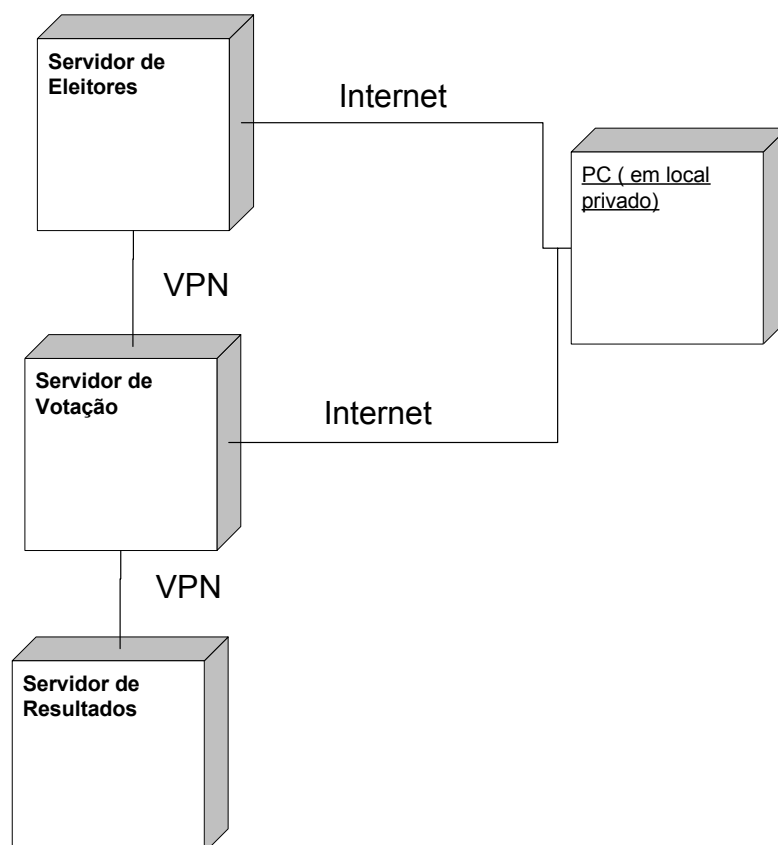 Servidor de
Eleitores
Internet
PC ( em local
privado)
VPN
Servidor de
Votação
Internet
VPN
Servidor de
Resultados